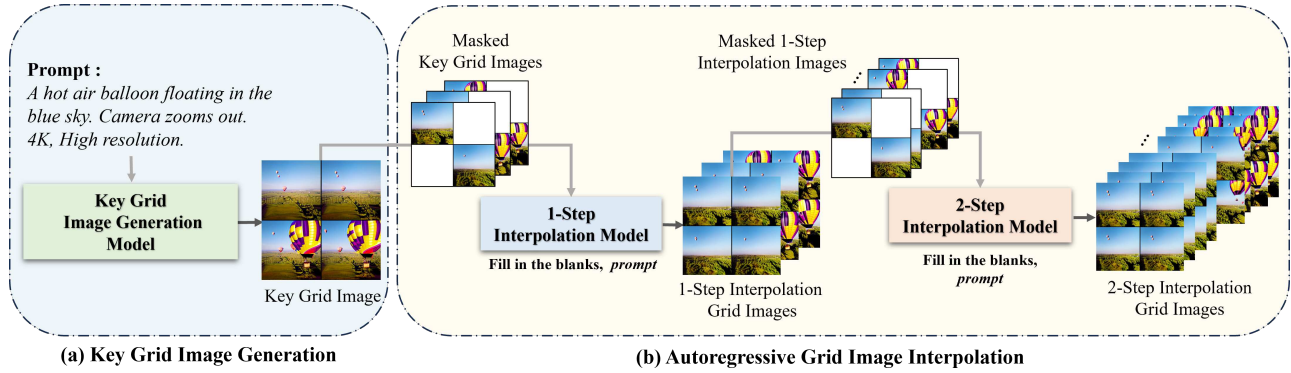 Prompt :
A hot air balloon floating in the
blue sky. Camera zooms out.
4K, High resolution.
Key Grid
Image Generation
Model
Key Grid Image
(a) Key Grid Image Generation
Masked
Key Grid Images
1-Step
Interpolation Model
Fill in the blanks, prompt
1-Step Interpolation
Grid Images
Masked 1-Step
Interpolation Images
2-Step
Interpolation Model
Fill in the blanks,
prompt
2-Step Interpolation
Grid Images
(b) Autoregressive Grid Image Interpolation